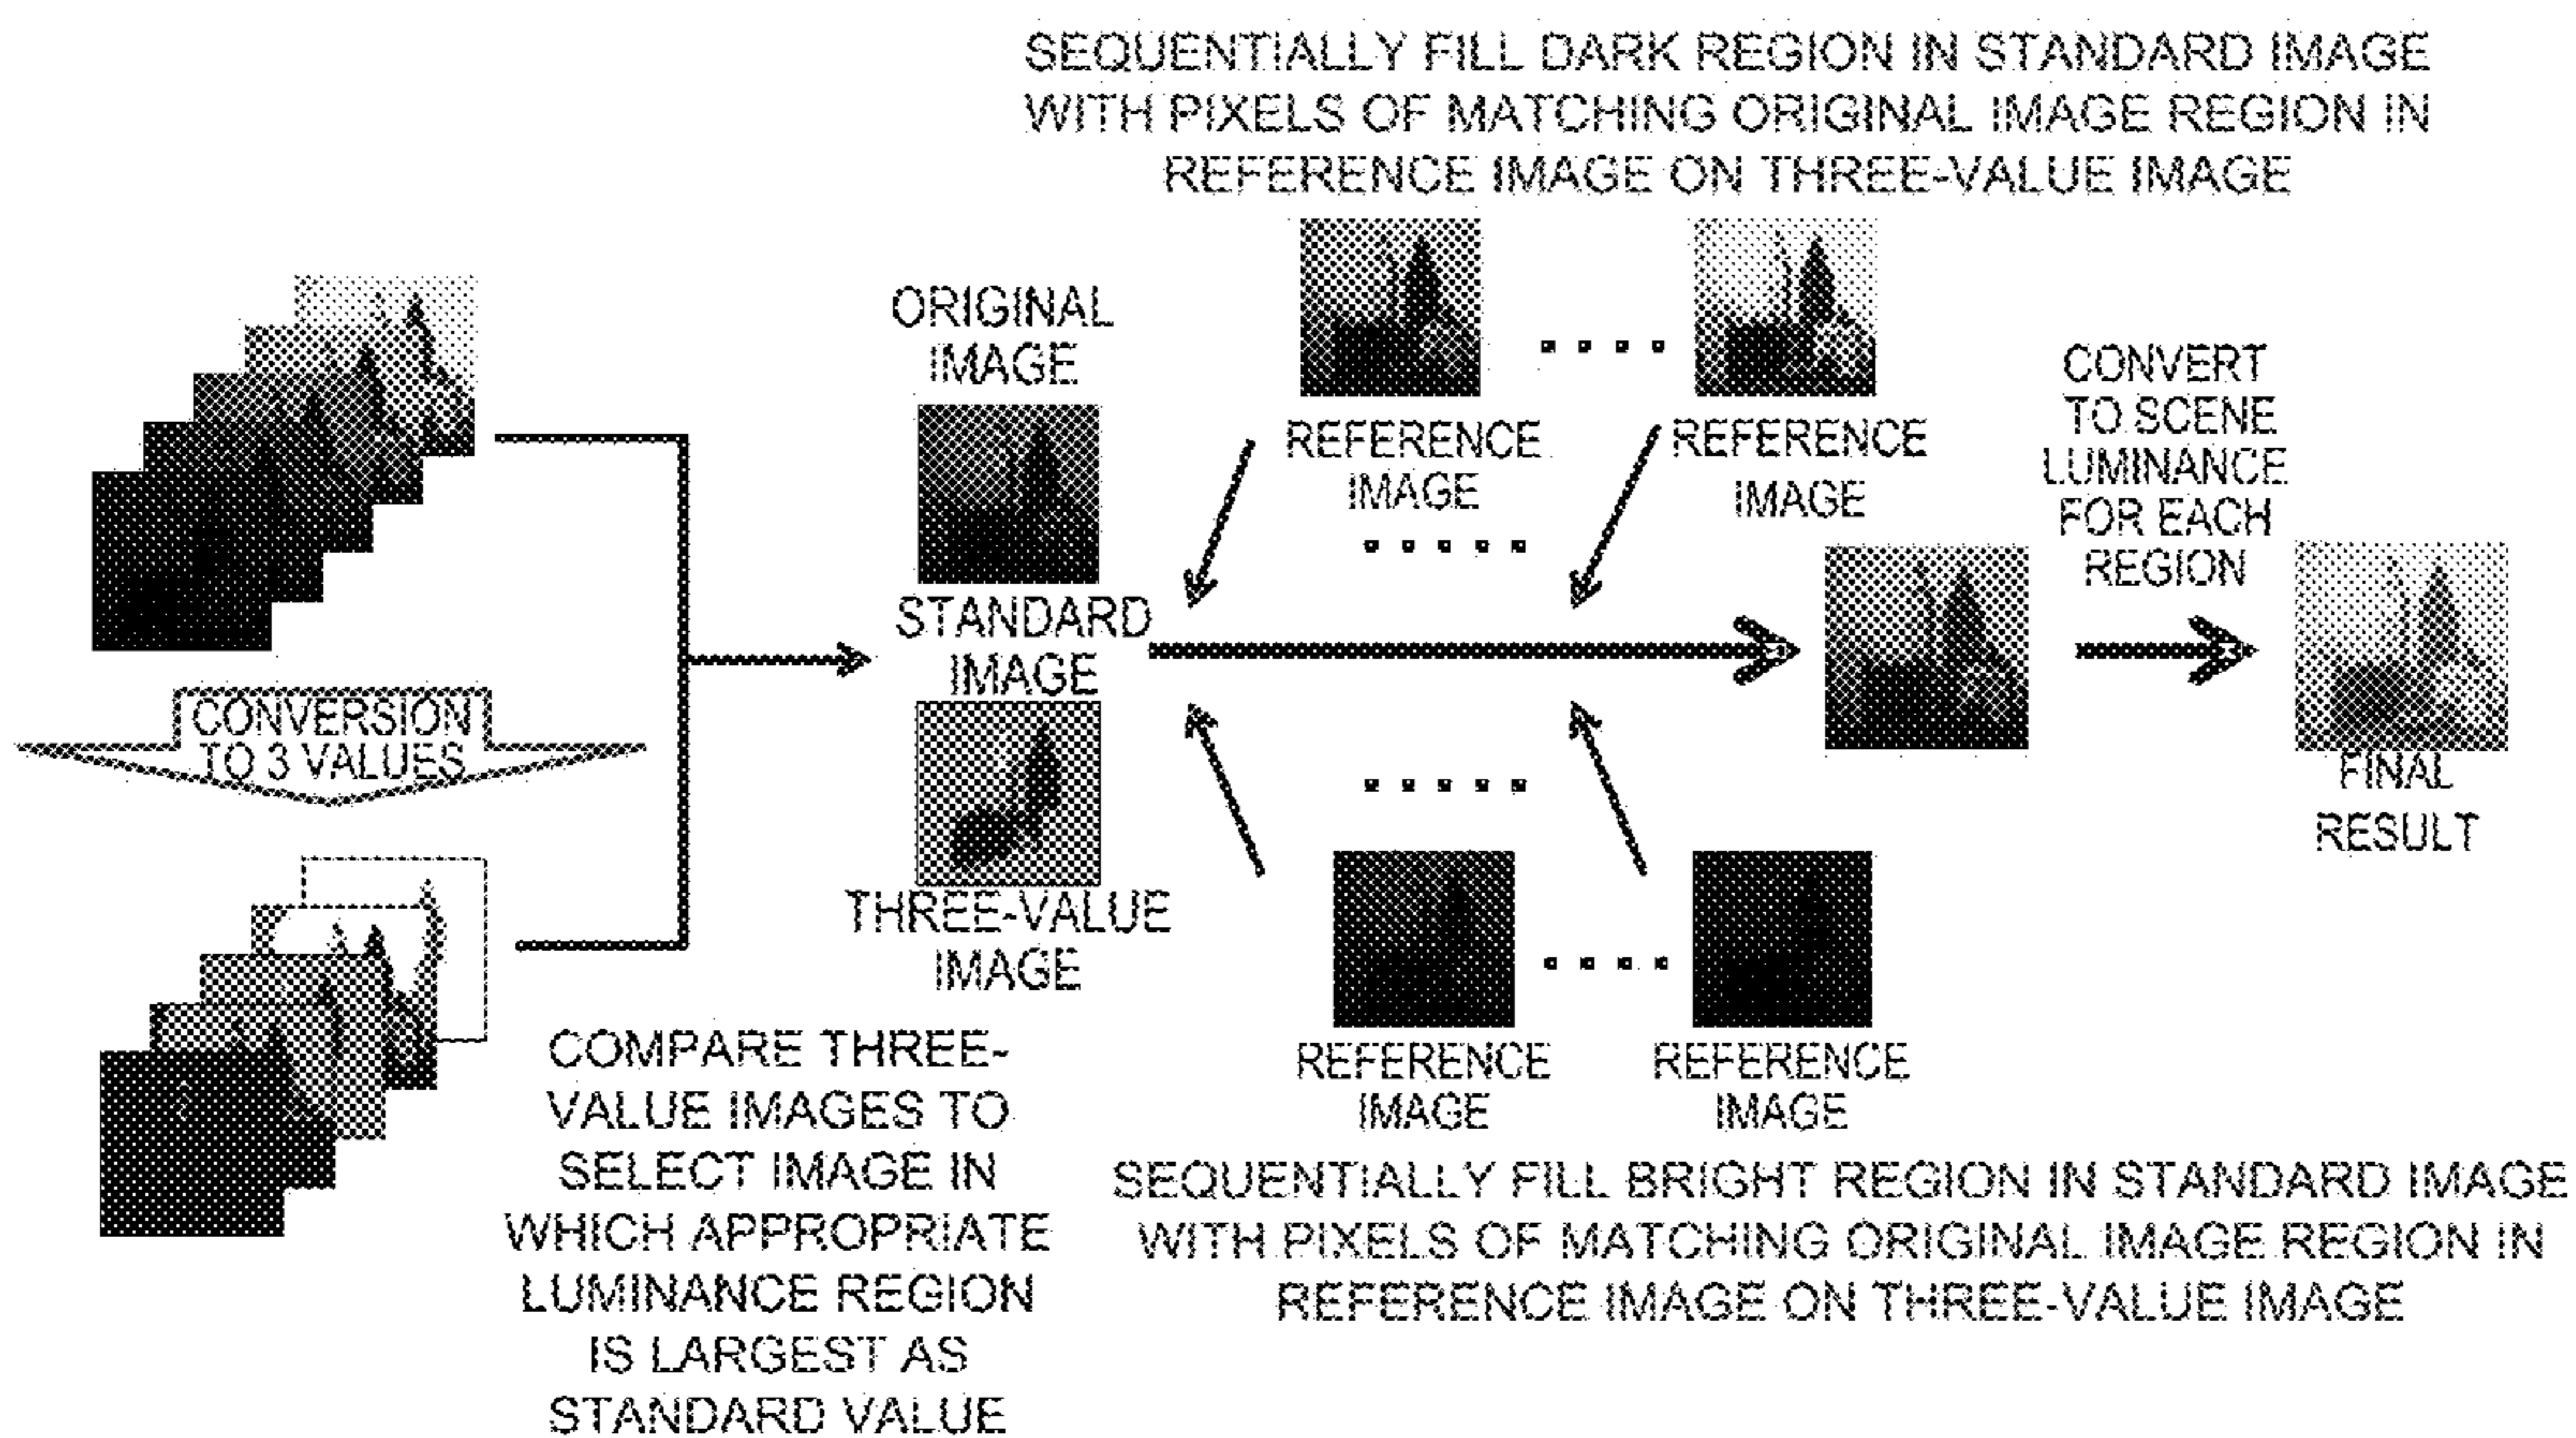 SEQUENTIALLY FILL DARK REGION IN STANDARD IMAGE
WITH PIXELS OF MATCHING ORIGINAL IMAGE REGION IN
REFERENCE IMAGE ON THREE-VALUE IMAGE
ORIGINAL
IMAGE
REFERENCE
IMAGE
REFERENCE
IMAGE
CONVERT
TO SCENE
LUMINANCE
FOR EACH
REGION
STANDARD
IMAGE
CONVERSION
TO 3 VALUES
FINAL
RESULT
THREE-VALUE
IMAGE
COMPARE THREE-
VALUE IMAGES TO
SELECT IMAGE IN
WHICH APPROPRIATE
LUMINANCE REGION
IS LARGEST AS
STANDARD VALUE
REFERENCE
IMAGE
REFERENCE
IMAGE
SEQUENTIALLY FILL BRIGHT REGION IN STANDARD IMAGE
WITH PIXELS OF MATCHING ORIGINAL IMAGE REGION IN
REFERENCE IMAGE ON THREE-VALUE IMAGE